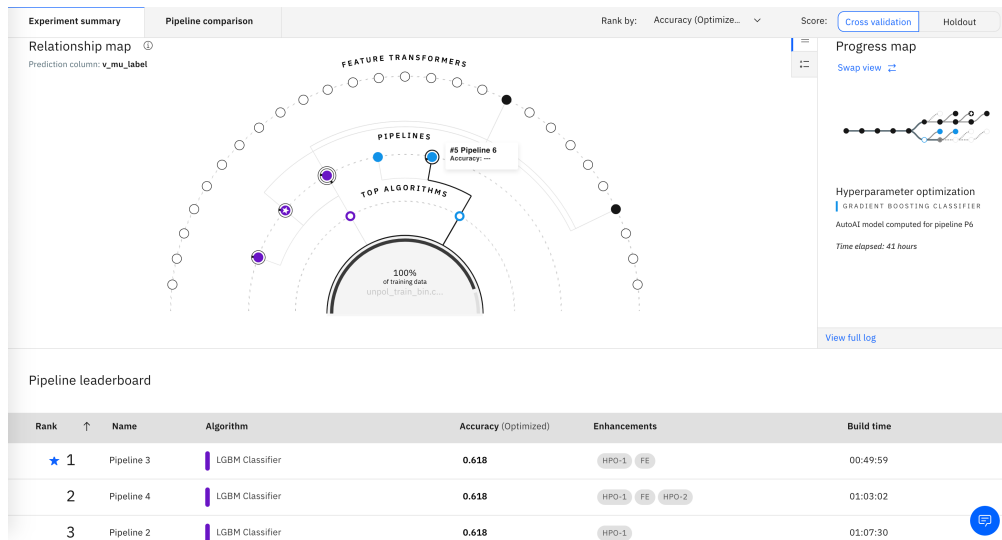 Experiment summary
Pipeline comparison
Rank by:
Accuracy (Optimize...
Score:
Cross validation
Holdout
Relationship map
Prediction column: v_mu_label
FEATURE TRANSFORMERS
PIPELINES
#5 Pipeline 6
Accuracy: ---
TOP ALGORITHMS
100%
of training data
unpol_train_bin.c...
Progress map
Swap view
Hyperparameter optimization
GRADIENT BOOSTING CLASSIFIER
AutoAI model computed for pipeline P6
Time elapsed: 41 hours
View full log
Pipeline leaderboard
Rank Name Algorithm Accuracy (Optimized) Enhancements Build time
1 Pipeline 3 LGBM Classifier 0.618 HPO-1 FE 00:49:59
2 Pipeline 4 LGBM Classifier 0.618 HPO-1 FE HPO-2 01:03:02
3 Pipeline 2 LGBM Classifier 0.618 HPO-1 01:07:30